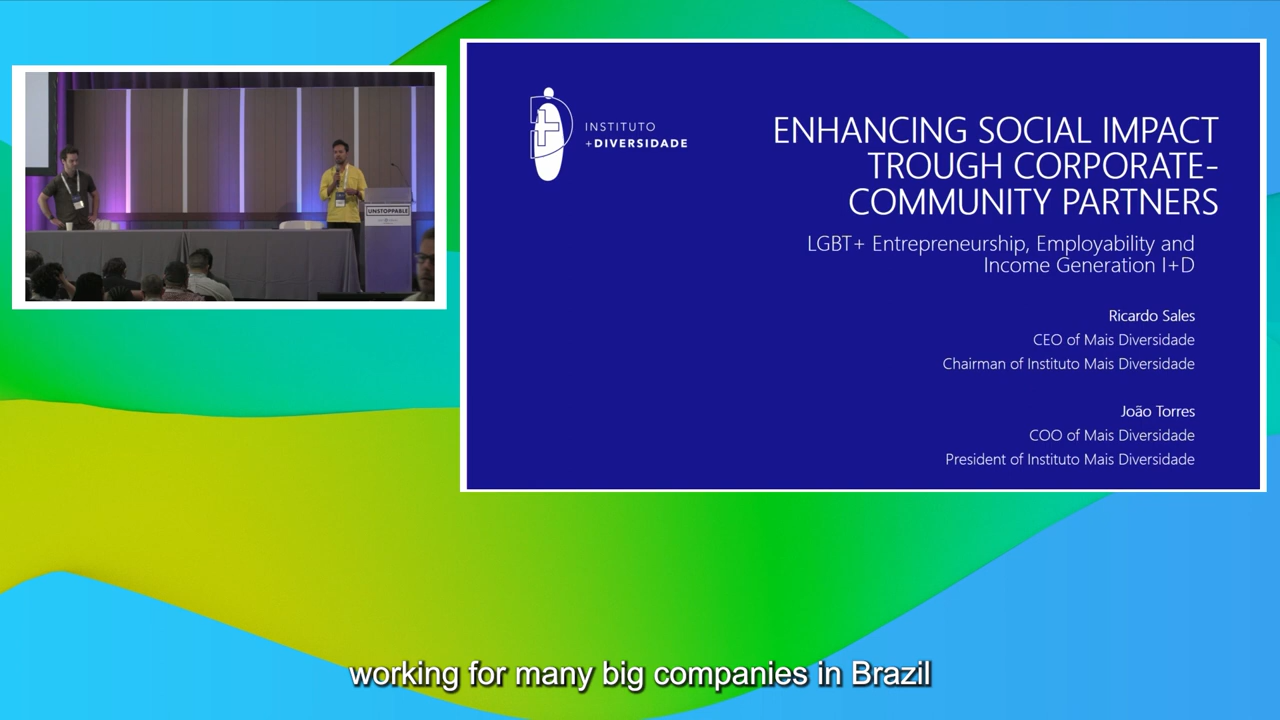 UNSTOPPABLE
INSTITUTO
+DIVERSIDADE
ENHANCING SOCIAL IMPACT
TROUGH CORPORATE-
COMMUNITY PARTNERS
LGBT+ Entrepreneurship, Employability and
Income Generation I+D
Ricardo Sales
CEO of Mais Diversidade
Chairman of Instituto Mais Diversidade
João Torres
COO of Mais Diversidade
President of Instituto Mais Diversidade
working for many big companies in Brazil